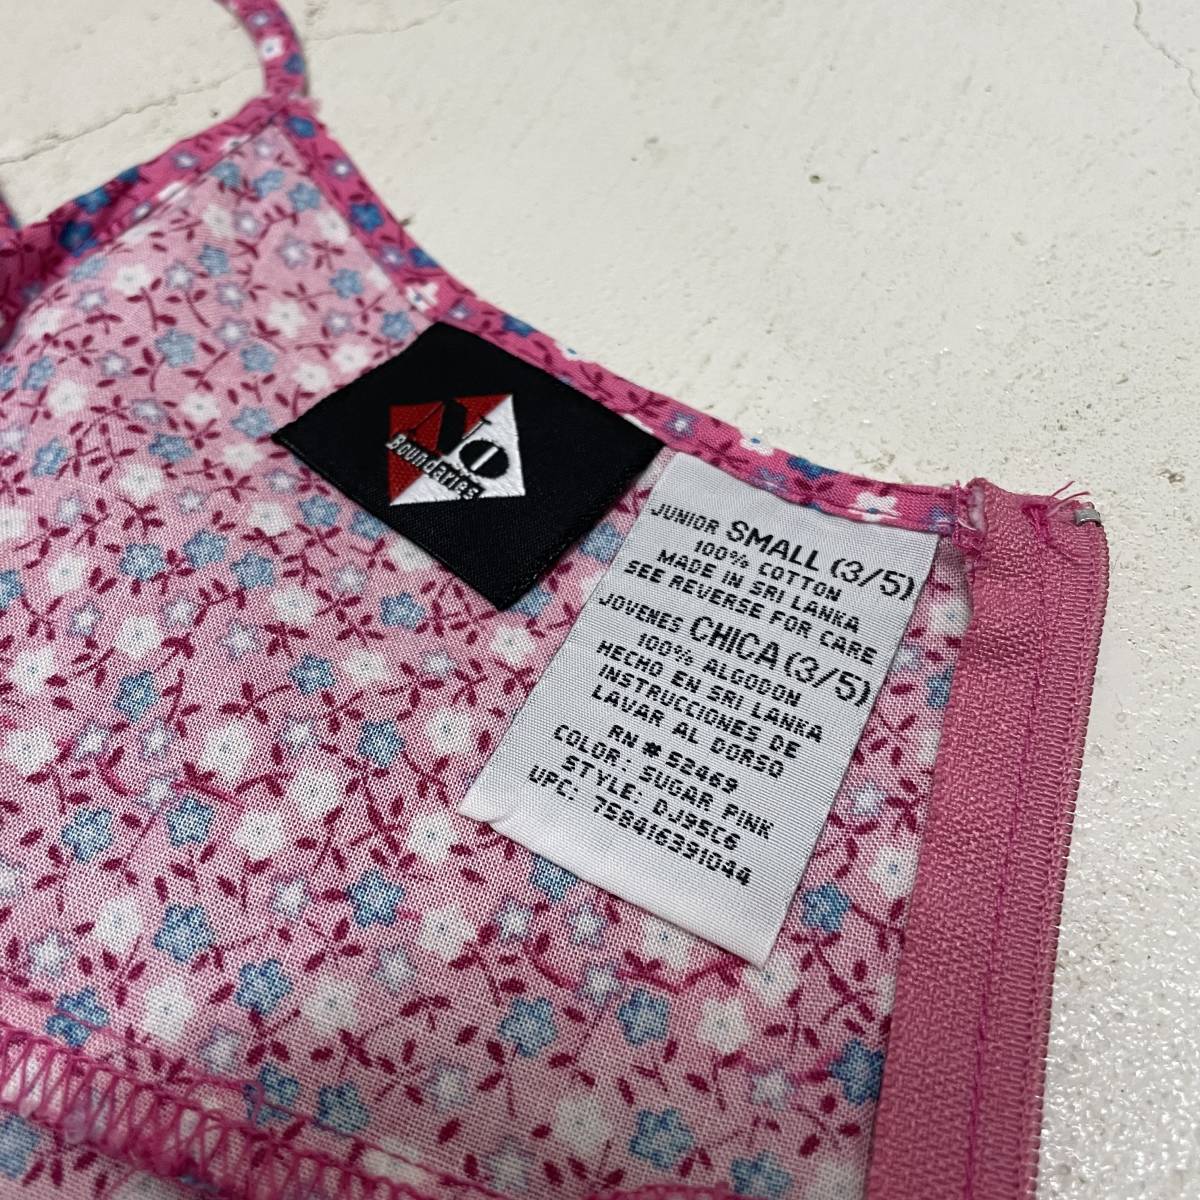 No
Boundaries
JUNIOR SMALL (3/5)
100% COTTON
MADE IN SRI LANKA
SEE REVERSE FOR CARE
JOVENES CHICA (3/5)
100% ALGODON
HECHO EN SRI LANKA
INSTRUCCIONES DE
LAVAR AL DORSO
RN # 52469
COLOR: SUGAR PINK
STYLE: DJ95C6
UPC: 758416391044